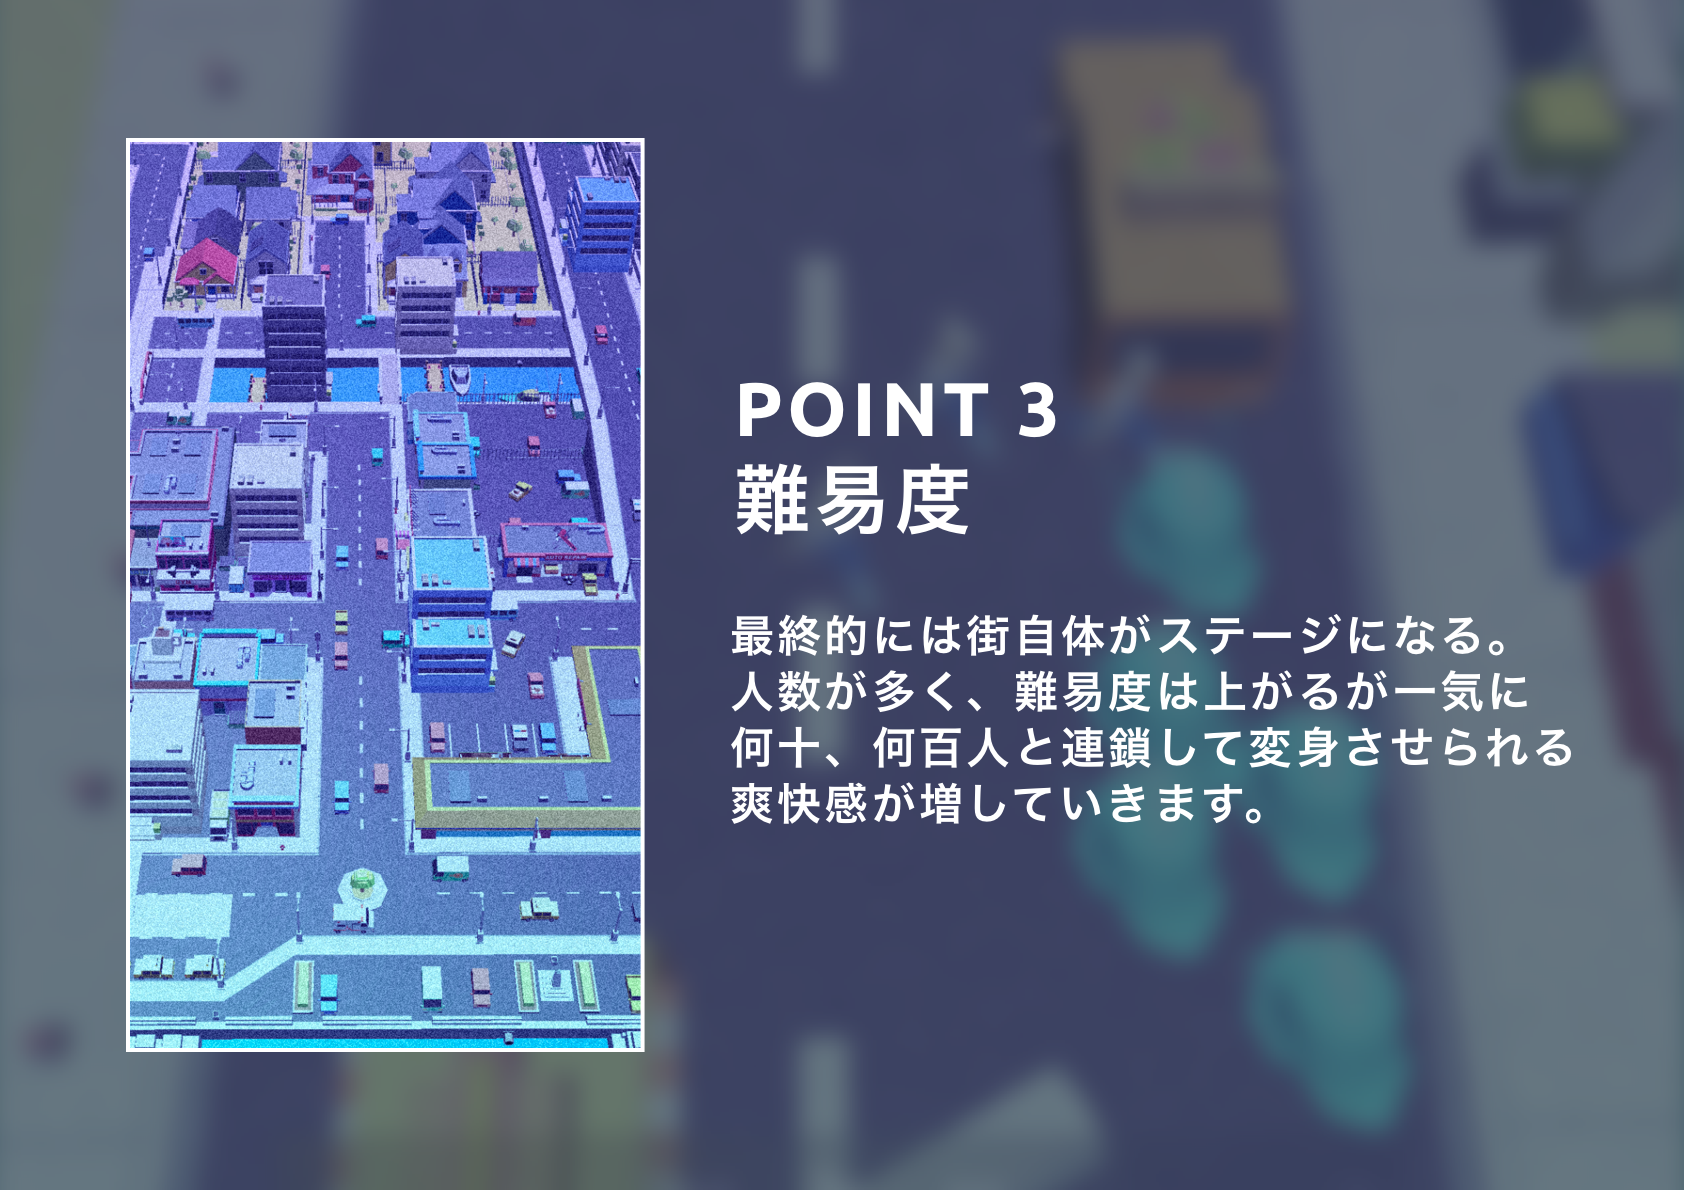 POINT 3
難易度
最終的には街自体がステージになる。
人数が多く、難易度は上がるが一気に
何十、何百人と連鎖して変身させられる
爽快感が増していきます。